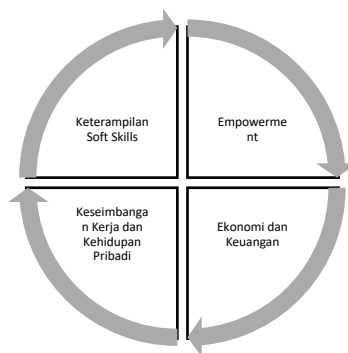 Keterampilan
Soft Skills
Empowerme
nt
Keseimbanga
n Kerja dan
Kehidupan
Pribadi
Ekonomi dan
Keuangan